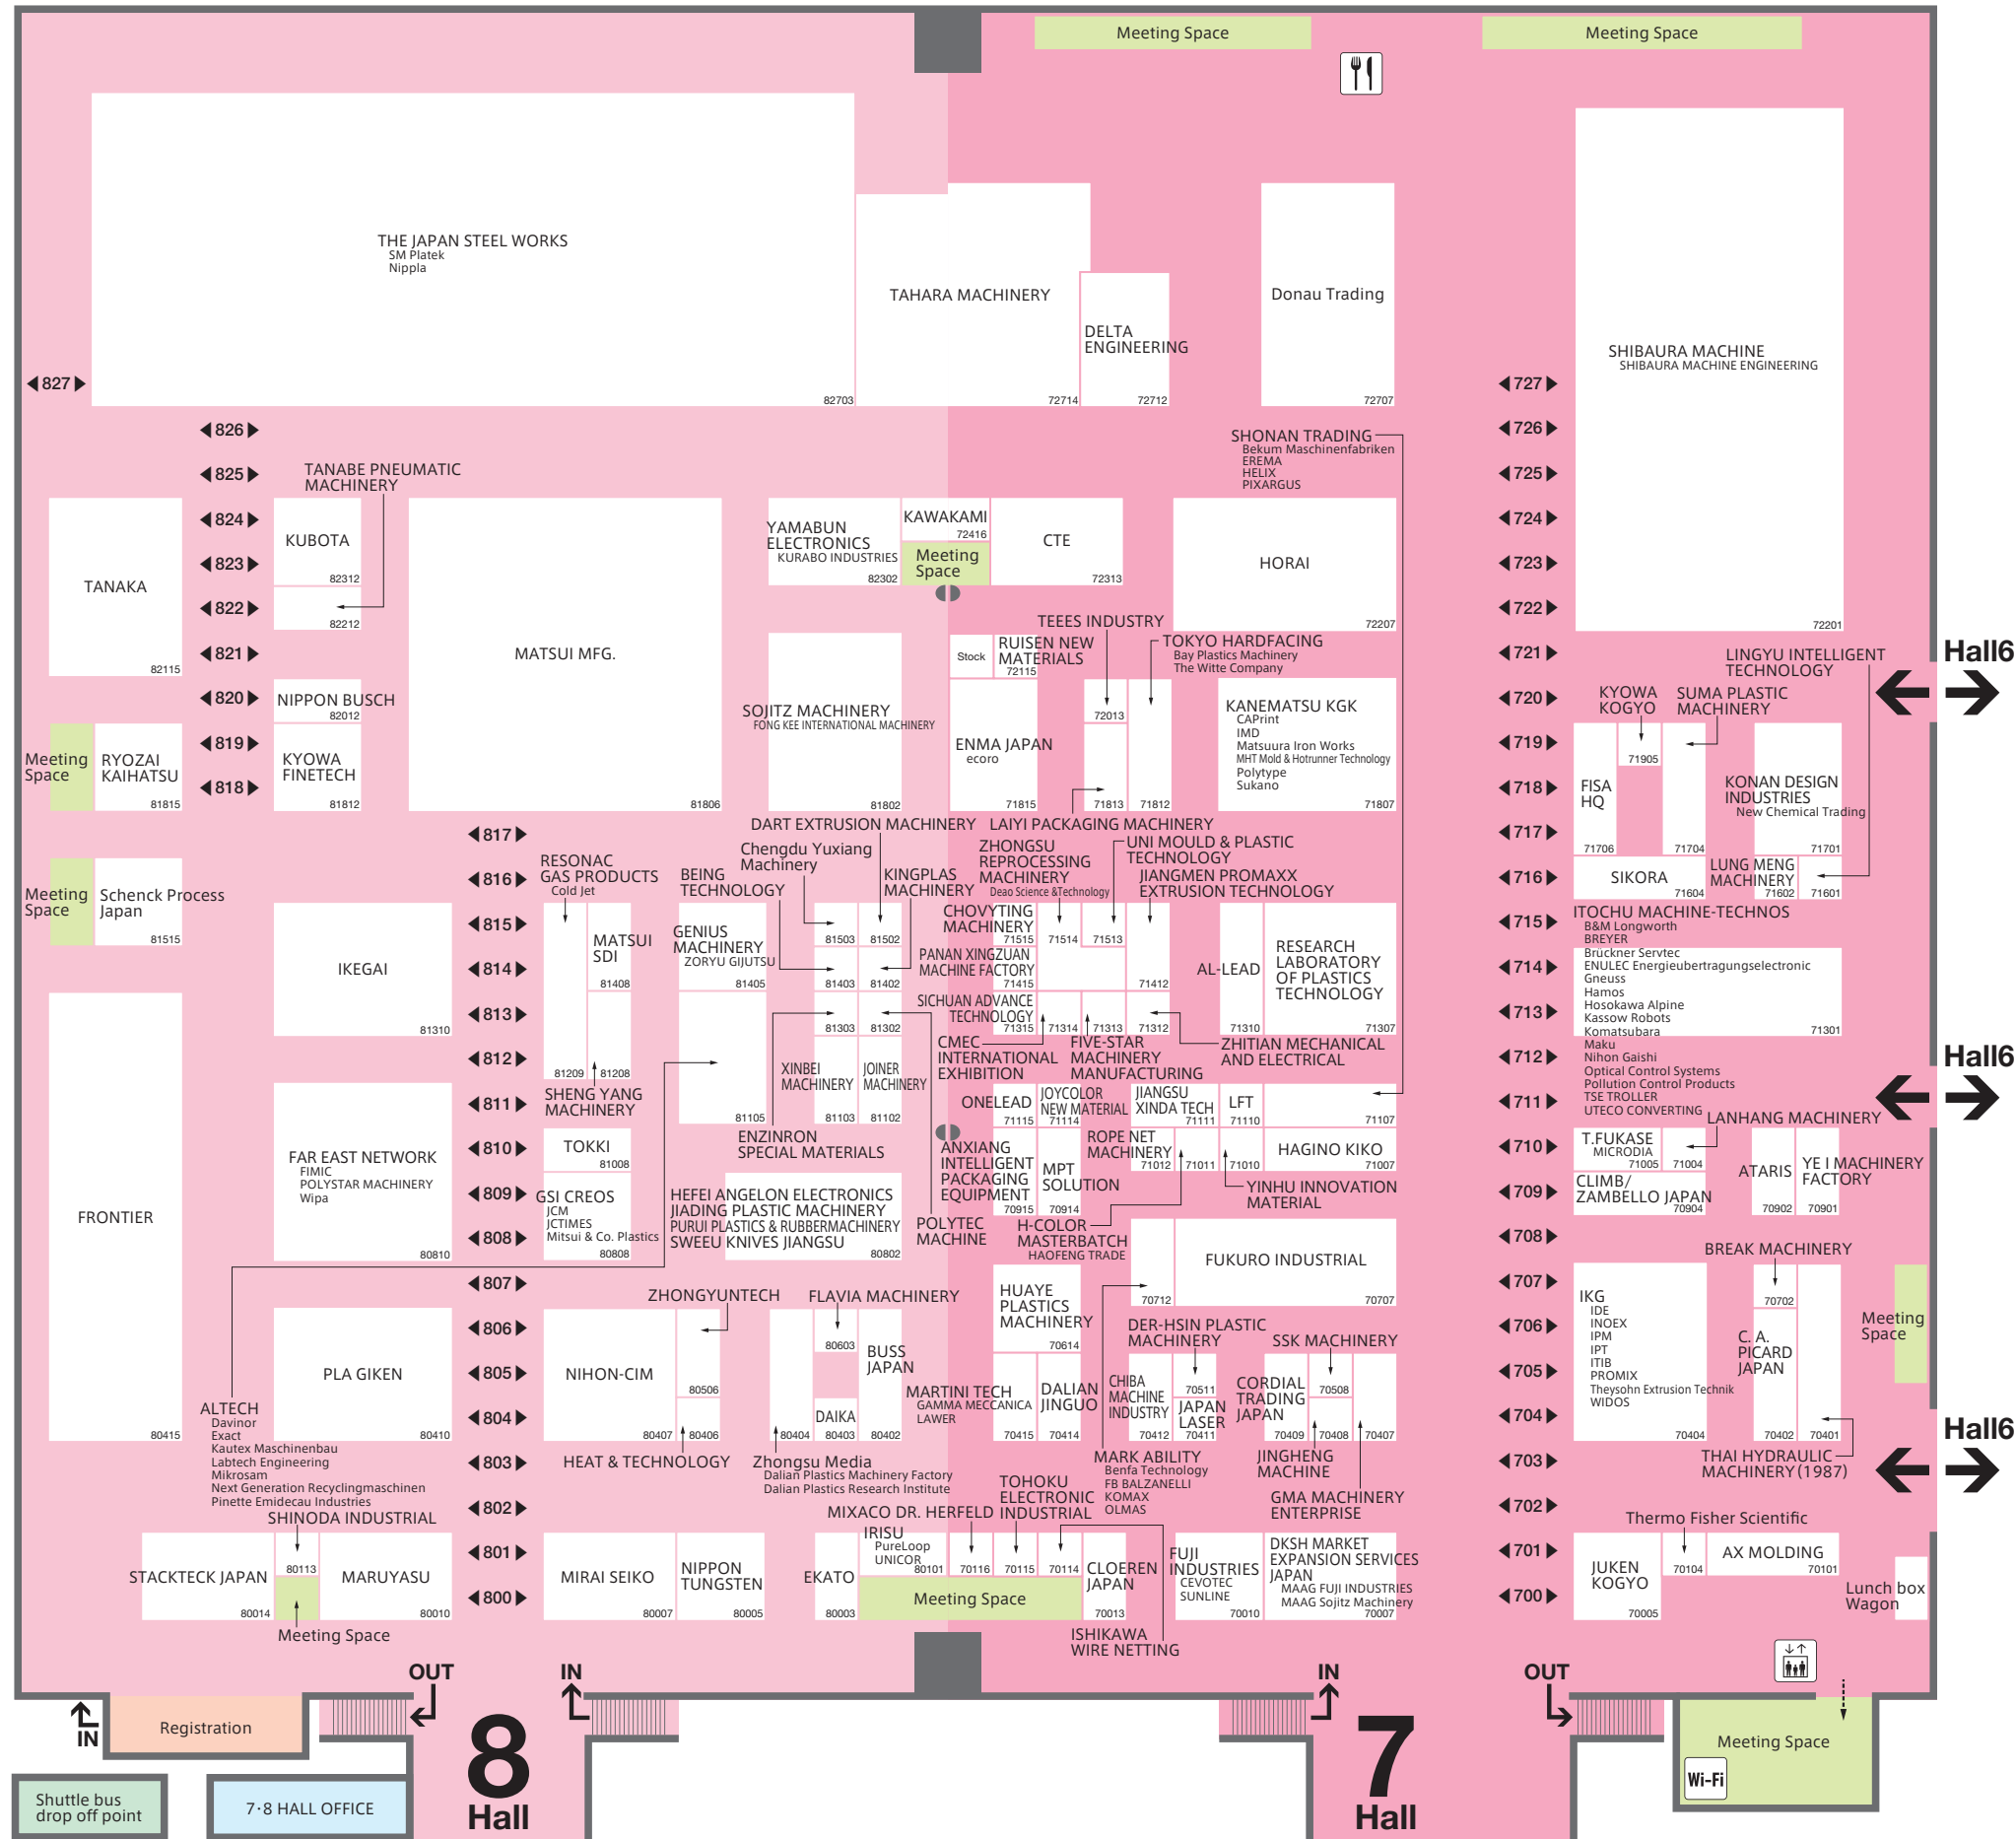 Meeting Space
Meeting Space
THE JAPAN STEEL WORKS
SM Platek
Nippla
82703
TAHARA MACHINERY
72714
DELTA
ENGINEERING
72712
Donau Trading
72707
SHIBAURA MACHINE
SHIBAURA MACHINE ENGINEERING
72201
827
826
825
824
823
822
821
820
819
818
817
816
815
814
813
812
811
810
809
808
807
806
805
804
803
802
801
800
727
726
725
724
723
722
721
720
719
718
717
716
715
714
713
712
711
710
709
708
707
706
705
704
703
702
701
700
SHONAN TRADING
Bekum Maschinenfabriken
EREMA
HELIX
PIXARGUS
TANABE PNEUMATIC
MACHINERY
TANAKA
82115
KUBOTA
82312
82212
MATSUI MFG.
81806
YAMABUN
ELECTRONICS
KURABO INDUSTRIES
82302
KAWAKAMI
72416
Meeting
Space
CTE
72313
HORAI
72207
TEEES INDUSTRY
TOKYO HARDFACING
Bay Plastics Machinery
The Witte Company
Stock
RUISEN NEW
MATERIALS
72115
LINGYU INTELLIGENT
TECHNOLOGY
Hall6
NIPPON BUSCH
82012
SOJITZ MACHINERY
FONG KEE INTERNATIONAL MACHINERY
81802
ENMA JAPAN
ecoro
71815
72013
71813
71812
KANEMATSU KGK
CAPrint
IMD
Matsuura Iron Works
MHT Mold & Hotrunner Technology
Polytype
Sukano
71807
KYOWA
KOGYO
SUMA PLASTIC
MACHINERY
71905
FISA
HQ
71706
71704
KONAN DESIGN
INDUSTRIES
New Chemical Trading
71701
Meeting
Space
RYOZAI
KAIHATSU
81815
KYOWA
FINETECH
81812
DART EXTRUSION MACHINERY
LAIYI PACKAGING MACHINERY
Chengdu Yuxiang
Machinery
ZHONGSU
REPROCESSING
MACHINERY
Deao Science &Technology
UNI MOULD & PLASTIC
TECHNOLOGY
JIANGMEN PROMAXX
EXTRUSION TECHNOLOGY
RESONAC
GAS PRODUCTS
Cold Jet
BEING
TECHNOLOGY
KINGPLAS
MACHINERY
SIKORA
71604
LUNG MENG
MACHINERY
71602
71601
Meeting
Space
Schenck Process
Japan
81515
IKEGAI
81310
81209
MATSUI
SDI
81408
81208
GENIUS
MACHINERY
ZORYU GIJUTSU
81405
81503
81502
81403
81402
81303
81302
CHOVYTING
MACHINERY
71515
71514
71513
PANAN XINGZUAN
MACHINE FACTORY
71415
71412
SICHUAN ADVANCE
TECHNOLOGY
71315
71314
71313
71312
AL-LEAD
71310
RESEARCH
LABORATORY
OF PLASTICS
TECHNOLOGY
71307
ITOCHU MACHINE-TECHNOS
B&M Longworth
BREYER
Brückner Servtec
ENULEC Energieubertragungselectronic
Gneuss
Hamos
Hosokawa Alpine
Kassow Robots
Komatsubara
Maku
Nihon Gaishi
Optical Control Systems
Pollution Control Products
TSE TROLLER
UTECO CONVERTING
71301
Hall6
CMEC
INTERNATIONAL
EXHIBITION
FIVE-STAR
MACHINERY
MANUFACTURING
ZHITIAN MECHANICAL
AND ELECTRICAL
SHENG YANG
MACHINERY
81105
XINBEI
MACHINERY
81103
JOINER
MACHINERY
81102
ENZINRON
SPECIAL MATERIALS
ONELEAD
71115
JOYCOLOR
NEW MATERIAL
71114
JIANGSU
XINDA TECH
71111
LFT
71110
71107
LANHANG MACHINERY
FRONTIER
80415
FAR EAST NETWORK
FIMIC
POLYSTAR MACHINERY
Wipa
80810
TOKKI
81008
GSI CREOS
JCM
JCTIMES
Mitsui & Co. Plastics
80808
HEFEI ANGELON ELECTRONICS
JIADING PLASTIC MACHINERY
PURUI PLASTICS & RUBBERMACHINERY
SWEEU KNIVES JIANGSU
80802
POLYTEC
MACHINE
ANXIANG
INTELLIGENT
PACKAGING
EQUIPMENT
70915
MPT
SOLUTION
70914
ROPE NET
MACHINERY
71012
71011
71010
HAGINO KIKO
71007
YINHU INNOVATION
MATERIAL
H-COLOR
MASTERBATCH
HAOFENG TRADE
T.FUKASE
MICRODIA
71005
71004
CLIMB/
ZAMBELLO JAPAN
70904
ATARIS
70902
YE I MACHINERY
FACTORY
70901
FUKURO INDUSTRIAL
70707
70712
BREAK MACHINERY
ZHONGYUNTECH
FLAVIA MACHINERY
HUAYE
PLASTICS
MACHINERY
70614
DER-HSIN PLASTIC
MACHINERY
SSK MACHINERY
IKG
IDE
INOEX
IPM
IPT
ITIB
PROMIX
Theysohn Extrusion Technik
WIDOS
70404
70702
C. A.
PICARD
JAPAN
70402
70401
Meeting
Space
PLA GIKEN
80410
NIHON-CIM
80407
80506
80406
80404
80603
DAIKA
80403
BUSS
JAPAN
80402
MARTINI TECH
GAMMA MECCANICA
LAWER
70415
DALIAN
JINGUO
70414
CHIBA
MACHINE
INDUSTRY
70412
70511
JAPAN
LASER
70411
CORDIAL
TRADING
JAPAN
70409
70508
70408
70407
ALTECH
Davinor
Exact
Kautex Maschinenbau
Labtech Engineering
Mikrosam
Next Generation Recyclingmaschinen
Pinette Emidecau Industries
HEAT & TECHNOLOGY
Zhongsu Media
Dalian Plastics Machinery Factory
Dalian Plastics Research Institute
MARK ABILITY
Benfa Technology
FB BALZANELLI
KOMAX
OLMAS
JINGHENG
MACHINE
GMA MACHINERY
ENTERPRISE
THAI HYDRAULIC
MACHINERY(1987)
Hall6
SHINODA INDUSTRIAL
MIXACO DR. HERFELD
TOHOKU
ELECTRONIC
INDUSTRIAL
Thermo Fisher Scientific
STACKTECK JAPAN
80014
80113
MARUYASU
80010
MIRAI SEIKO
80007
NIPPON
TUNGSTEN
80005
EKATO
80003
IRISU
PureLoop
UNICOR
80101
70116
70115
70114
Meeting Space
CLOEREN
JAPAN
70013
FUJI
INDUSTRIES
CEVOTEC
SUNLINE
70010
DKSH MARKET
EXPANSION SERVICES
JAPAN
MAAG FUJI INDUSTRIES
MAAG Sojitz Machinery
70007
JUKEN
KOGYO
70005
70104
AX MOLDING
70101
Lunch box
Wagon
Meeting Space
ISHIKAWA
WIRE NETTING
IN
Registration
OUT
IN
IN
OUT
8
Hall
7
Hall
Meeting Space
Wi-Fi
Shuttle bus
drop off point
7·8 HALL OFFICE